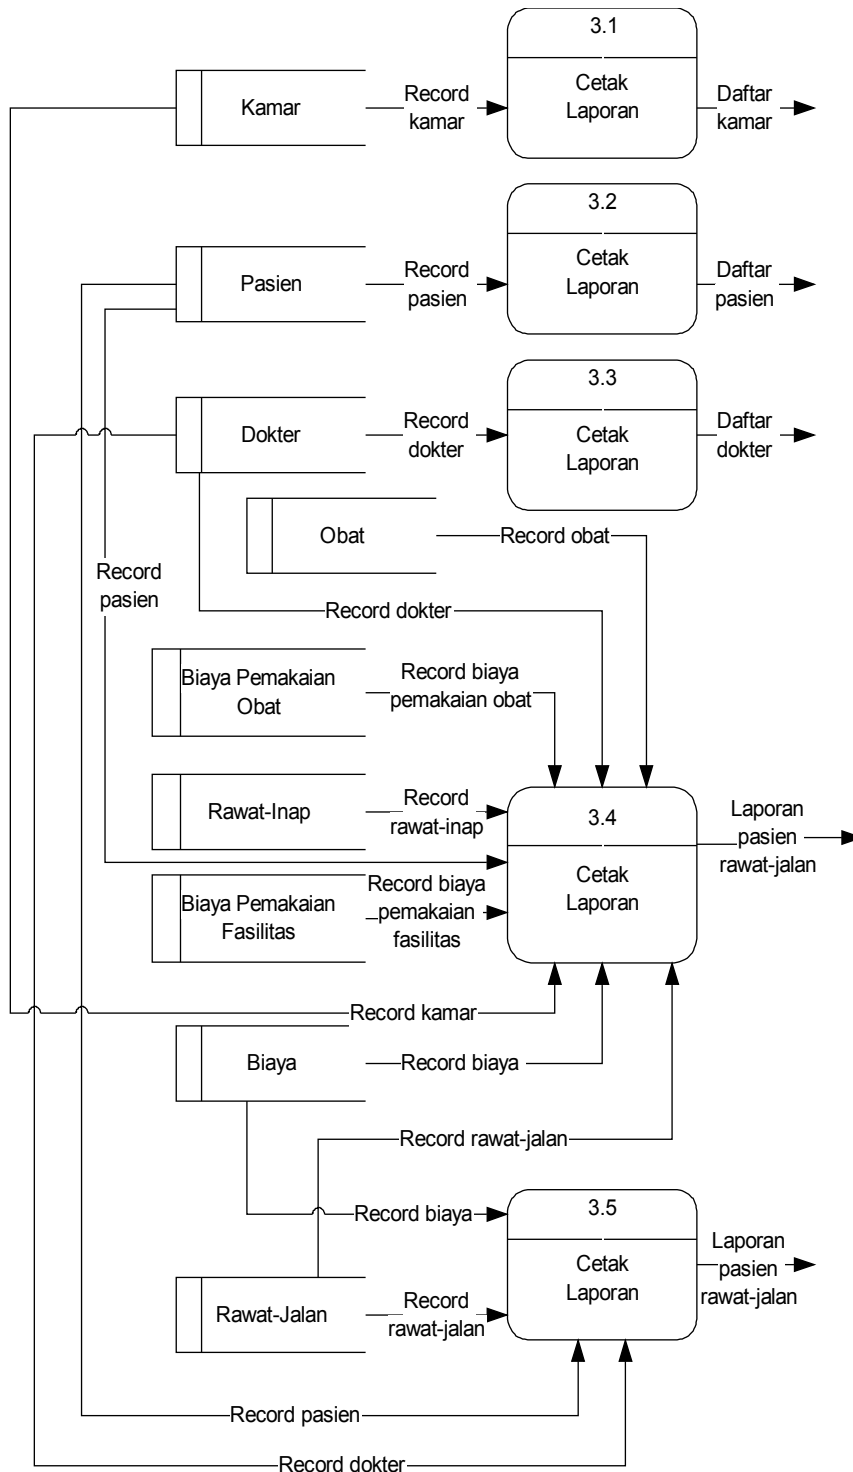 3.1
Cetak
Laporan
Kamar
Record
kamar
Daftar
kamar
3.2
Cetak
Laporan
Pasien
Record
pasien
Daftar
pasien
3.3
Cetak
Laporan
Dokter
Record
dokter
Daftar
dokter
Obat
Record obat
Record
pasien
Record dokter
Biaya Pemakaian
Obat
Record biaya
pemakaian obat
Rawat-Inap
Record
rawat-inap
3.4
Cetak
Laporan
Laporan
pasien
rawat-jalan
Biaya Pemakaian
Fasilitas
Record biaya
pemakaian
fasilitas
Record kamar
Biaya
Record biaya
Record rawat-jalan
Record biaya
3.5
Cetak
Laporan
Laporan
pasien
rawat-jalan
Rawat-Jalan
Record
rawat-jalan
Record pasien
Record dokter